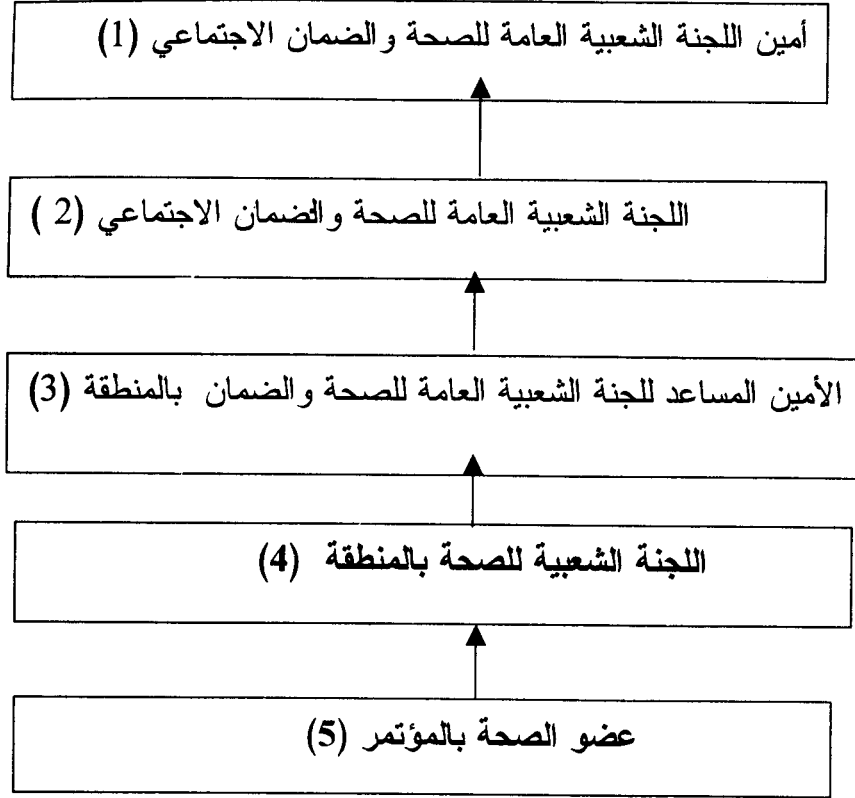 أمين اللجنة الشعبية العامة للصحة والضمان الاجتماعي (1)
اللجنة الشعبية العامة للصحة والضمان الاجتماعي (2 )
الأمين المساعد للجنة الشعبية العامة للصحة والضمان بالمنطقة (3)
اللجنة الشعبية للصحة بالمنطقة (4)
عضو الصحة بالمؤتمر (5)